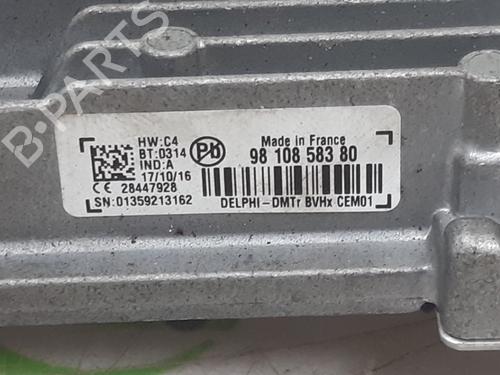 B-PARTS
HW:C4
BT:0314
IND:A
17/10/16
CE 28447928
SN:01359213162
Pb
Made in France
98 108 583 80
DELPHI-DMTr BVHx CEM01